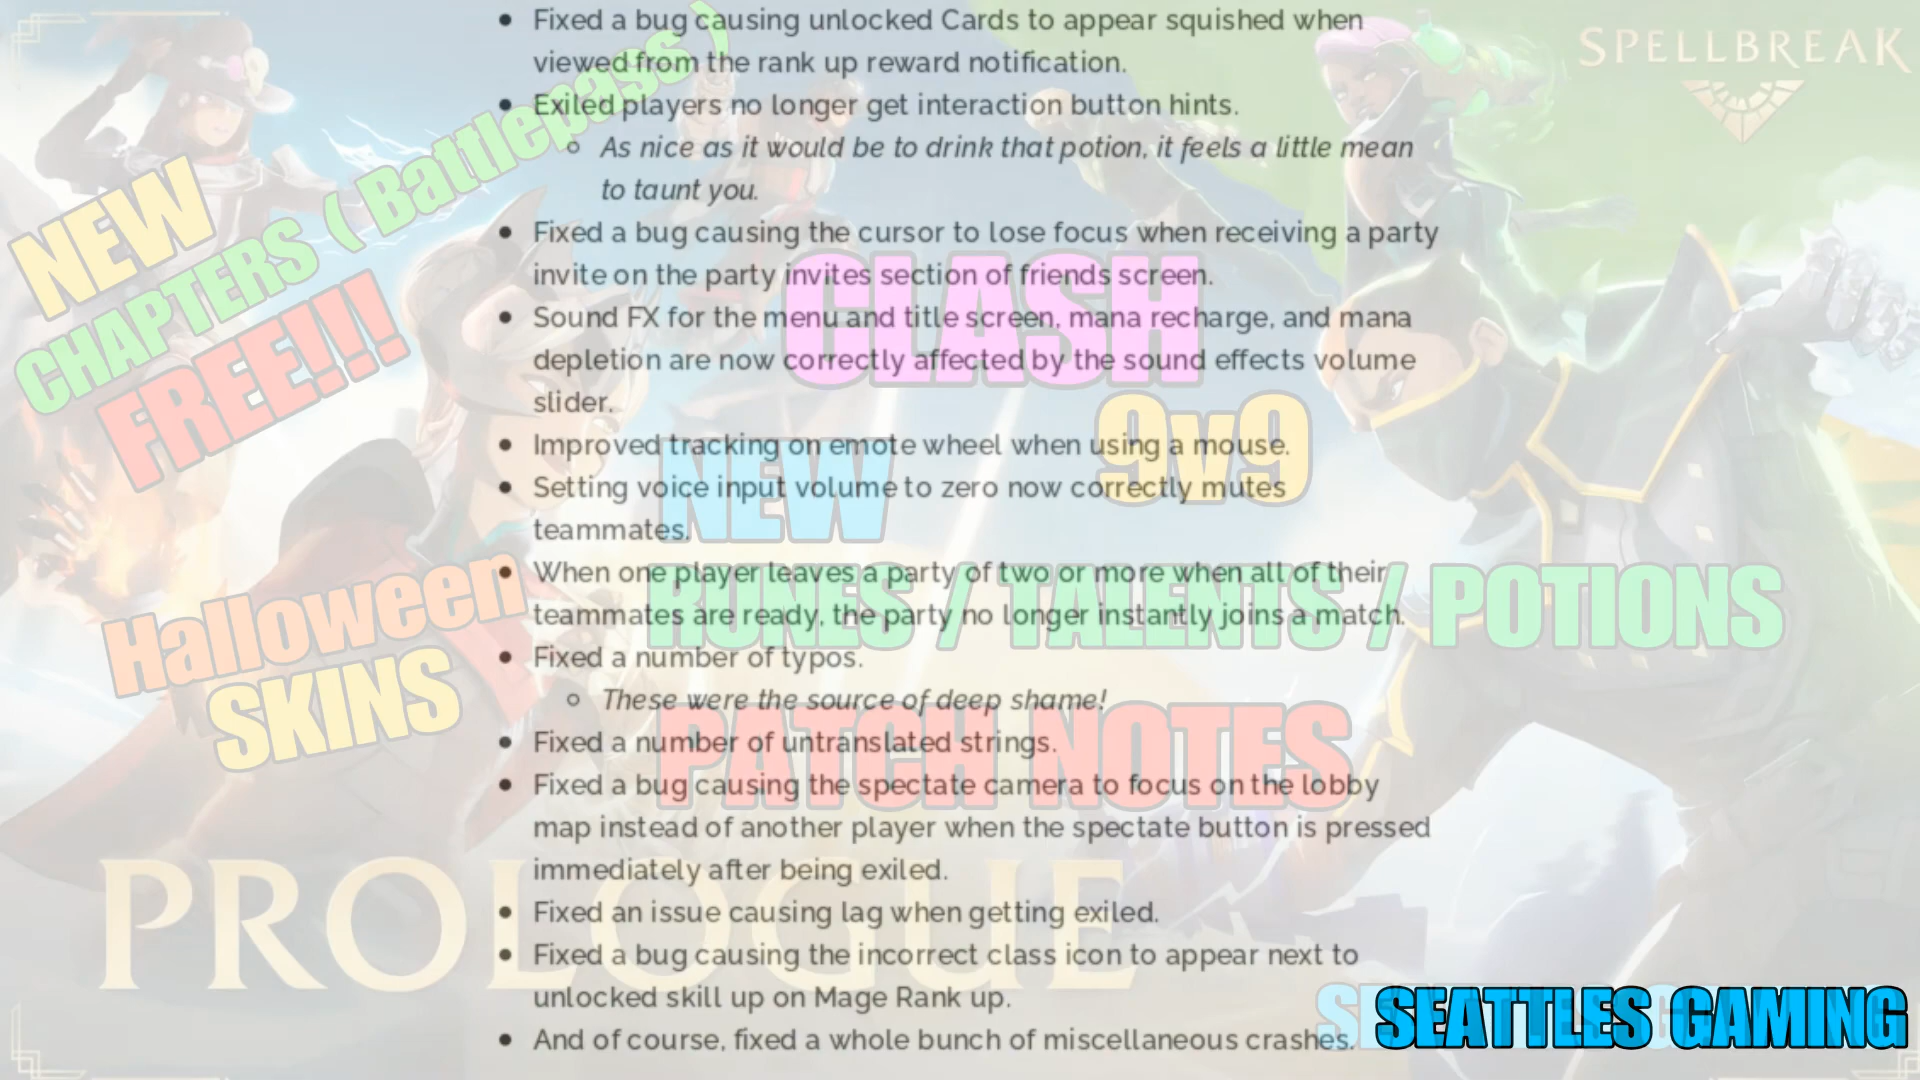 Fixed a bug causing unlocked Cards to appear squished when
viewed from the rank up reward notification.
Exiled players no longer get interaction button hints.
As nice as it would be to drink that potion, it feels a little mean
to taunt you.
Fixed a bug causing the cursor to lose focus when receiving a party
invite on the party invites section of friends screen.
Sound FX for the menu and title screen, mana recharge, and mana
depletion are now correctly affected by the sound effects volume
slider.
Improved tracking on emote wheel when using a mouse.
Setting voice input volume to zero now correctly mutes
teammates.
When one player leaves a party of two or more when all of their
teammates are ready, the party no longer instantly joins a match.
Fixed a number of typos.
These were the source of deep shame!
Fixed a number of untranslated strings.
Fixed a bug causing the spectate camera to focus on the lobby
map instead of another player when the spectate button is pressed
immediately after being exiled.
Fixed an issue causing lag when getting exiled.
Fixed a bug causing the incorrect class icon to appear next to
unlocked skill up on Mage Rank up.
And of course, fixed a whole bunch of miscellaneous crashes.
SPELLBREAK
NEW
CHAPTERS ( Battlepass )
FREE!!!
CLASH
9v9
NEW
RUNES / TALENTS / POTIONS
Halloween
SKINS
PATCH NOTES
PROLOGUE
SEATTLES GAMING